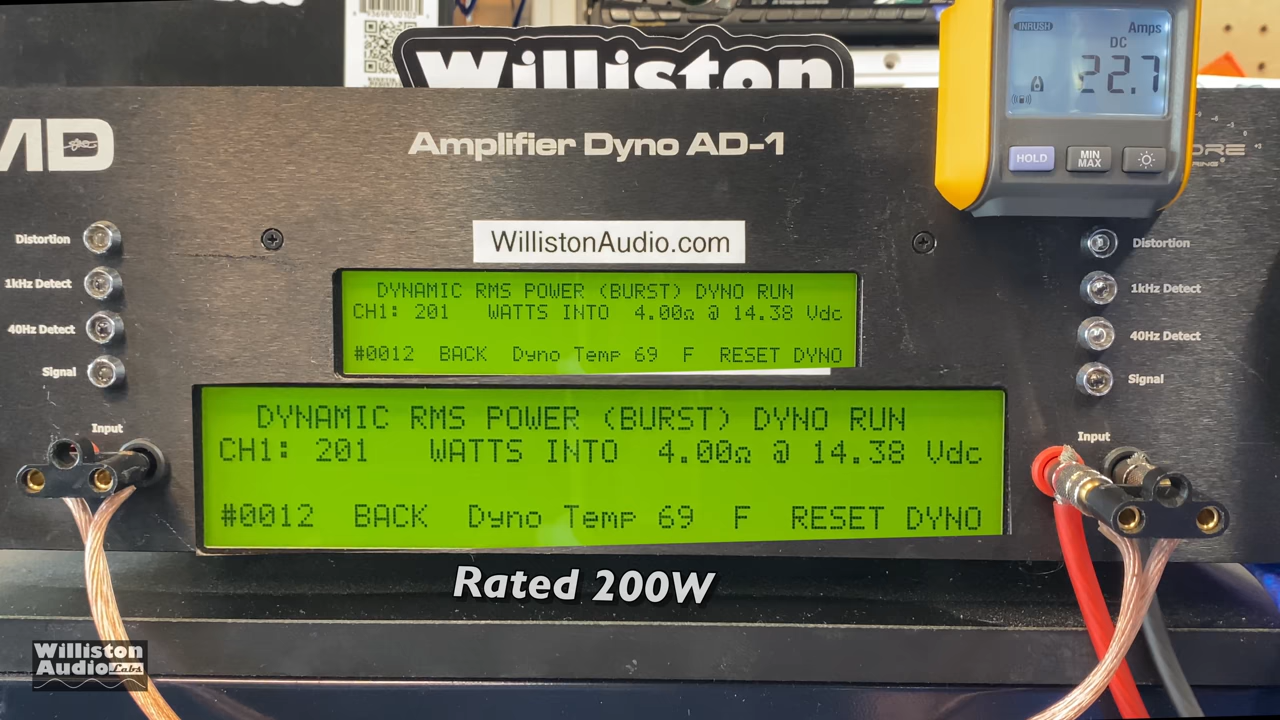 Williston
INRUSH
Amps
DC
22.7
HOLD
MIN
MAX
AD
Amplifier Dyno AD-1
WillistonAudio.com
Distortion
1kHz Detect
40Hz Detect
Signal
Input
DYNAMIC RMS POWER (BURST) DYNO RUN
CH1: 201 WATTS INTO 4.00Ω @ 14.38 Vdc
#0012 BACK Dyno Temp 69 F RESET DYNO
DYNAMIC RMS POWER (BURST) DYNO RUN
CH1: 201 WATTS INTO 4.00Ω @ 14.38 Vdc
#0012 BACK Dyno Temp 69 F RESET DYNO
Distortion
1kHz Detect
40Hz Detect
Signal
Input
Rated 200W
Williston
Audio Labs